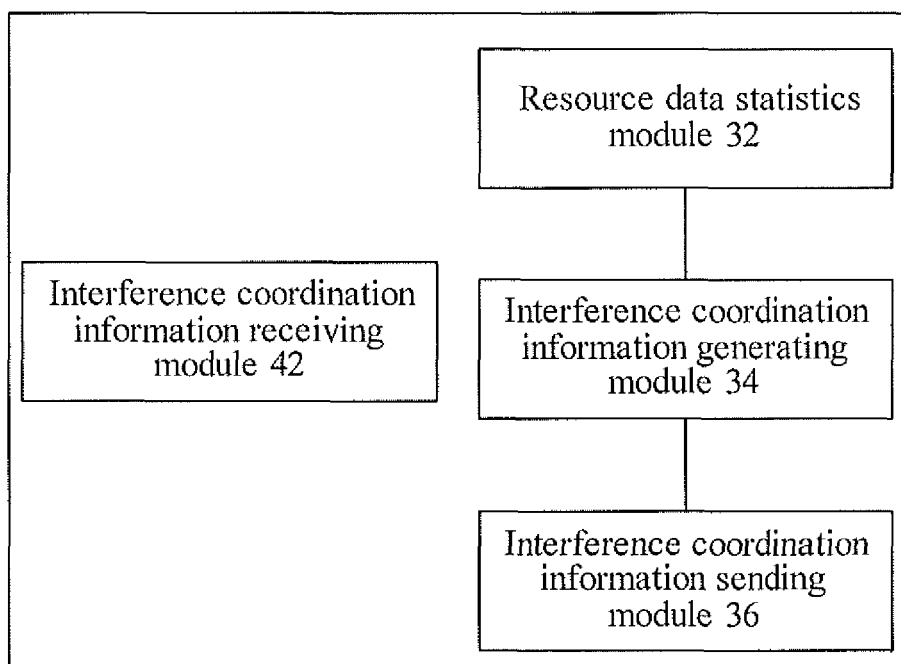 Resource data statistics
module 32
Interference coordination
information receiving
module 42
Interference coordination
information generating
module 34
Interference coordination
information sending
module 36